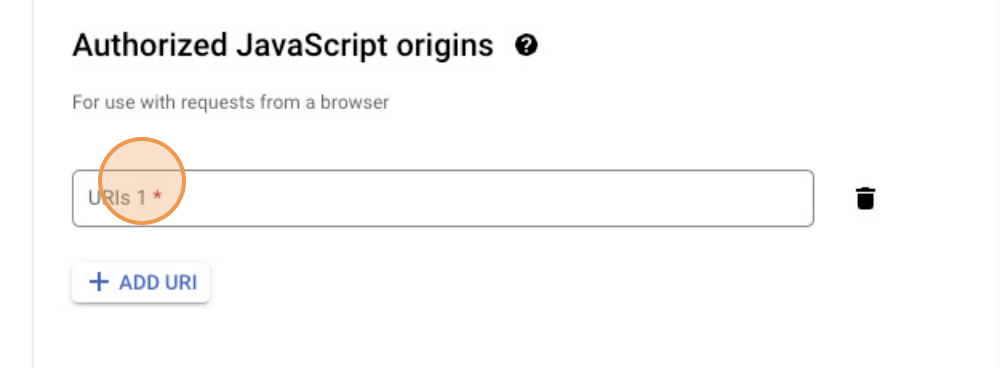 Authorized JavaScript origins ?
For use with requests from a browser
URIs 1 *
+ ADD URI